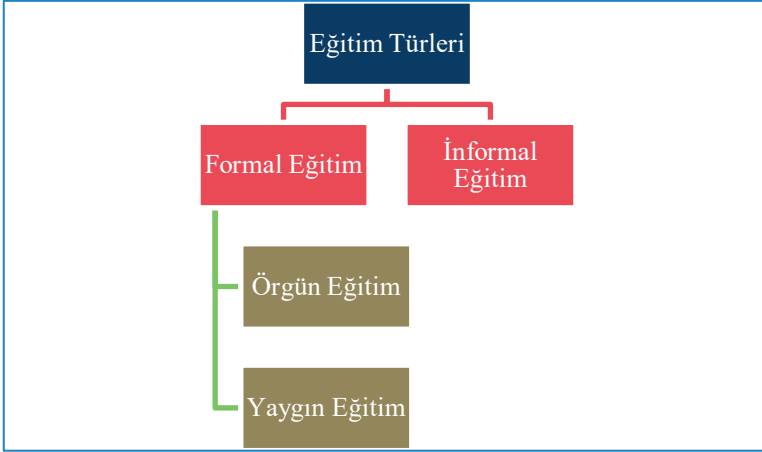 Eğitim Türleri
Formal Eğitim
İnformal
Eğitim
Örgün Eğitim
Yaygın Eğitim